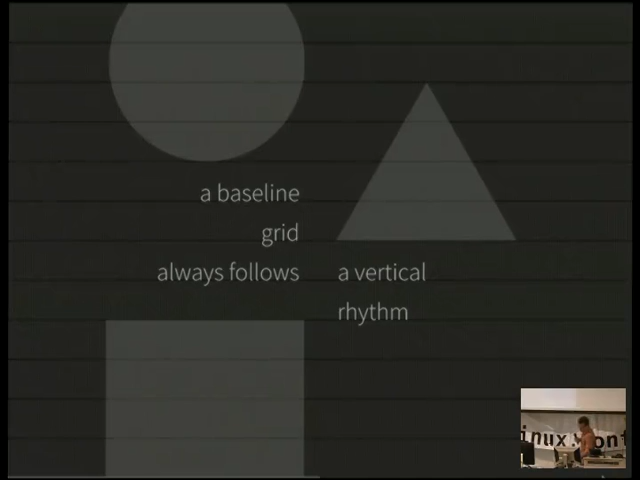 a baseline
grid
always follows
a vertical
rhythm